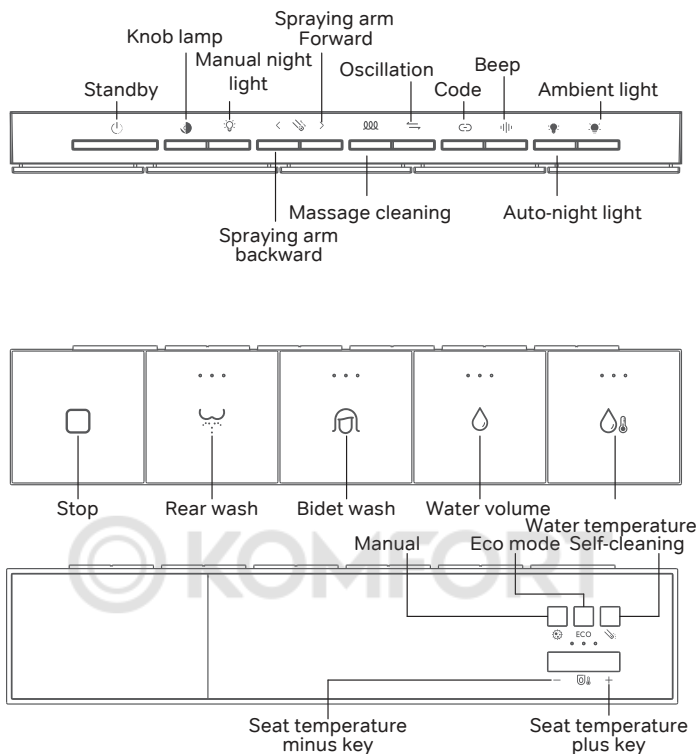 Spraying arm
Forward
Knob lamp
Manual night
light
Oscillation
Beep
Standby
Code
Ambient light
Massage cleaning
Auto-night light
Spraying arm
backward
Stop
Rear wash
Bidet wash
Water volume
Water temperature
Manual
Eco mode
Self-cleaning
KOMFORT
ECO
Seat temperature
minus key
Seat temperature
plus key